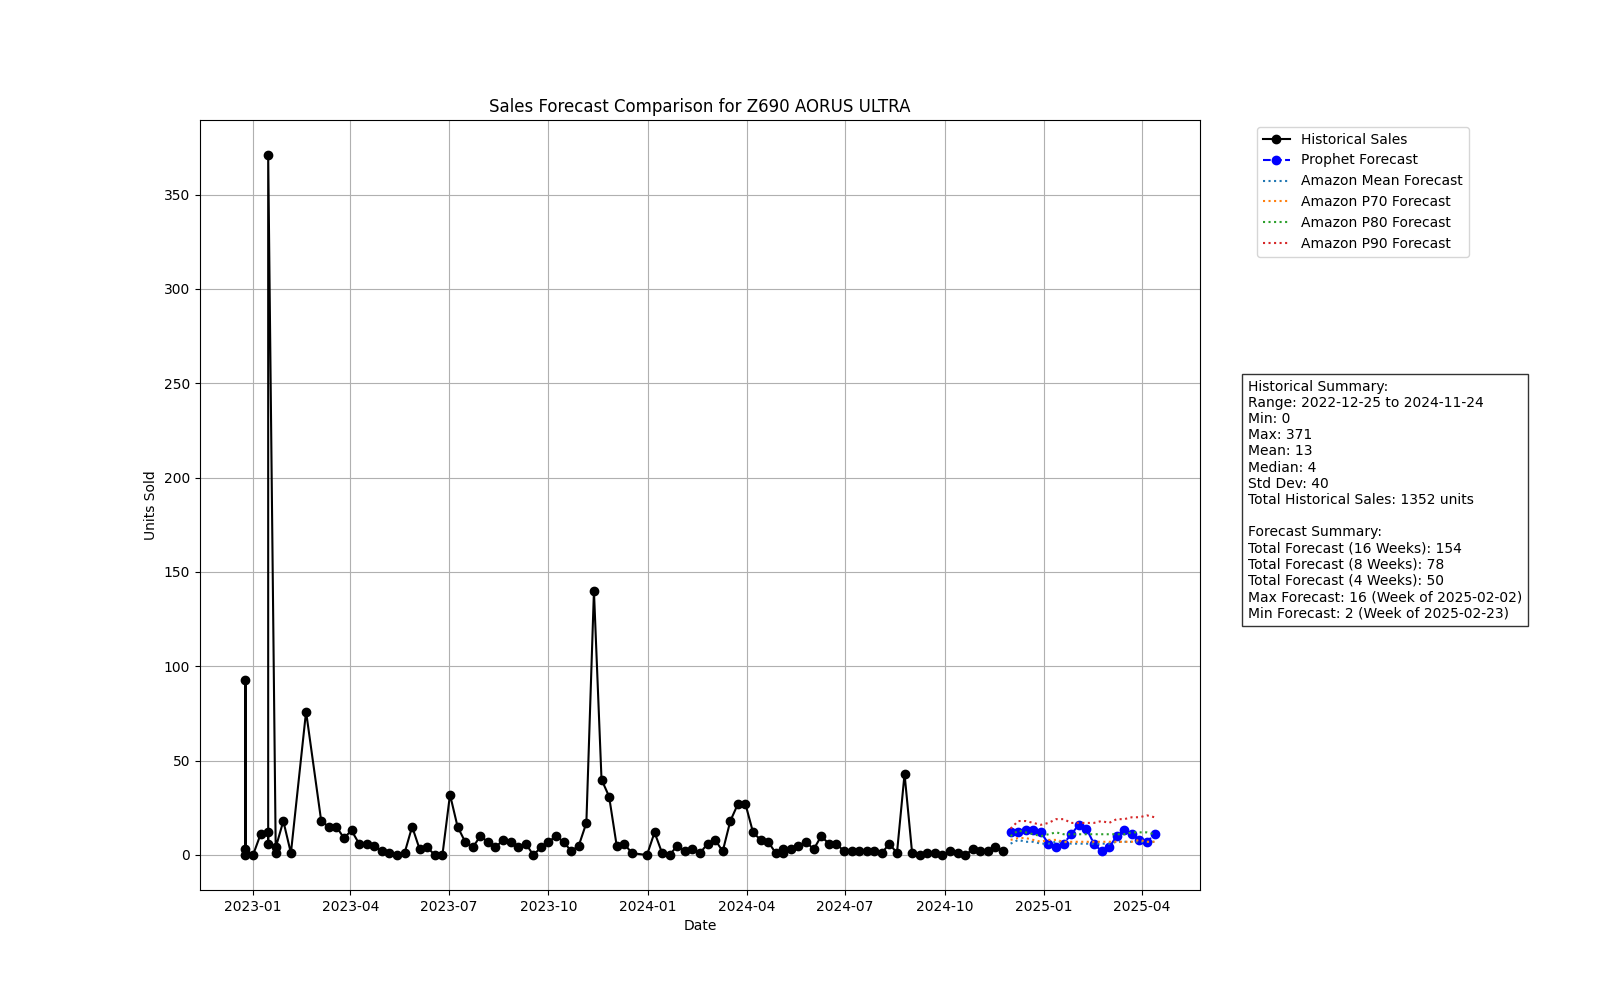 Sales Forecast Comparison for Z690 AORUS ULTRA
Units Sold
350
300
250
200
150
100
50
0
2023-01
2023-04
2023-07
2023-10
2024-01
2024-04
2024-07
2024-10
2025-01
2025-04
Date
Historical Sales
Prophet Forecast
Amazon Mean Forecast
Amazon P70 Forecast
Amazon P80 Forecast
Amazon P90 Forecast
Historical Summary:
Range: 2022-12-25 to 2024-11-24
Min: 0
Max: 371
Mean: 13
Median: 4
Std Dev: 40
Total Historical Sales: 1352 units
Forecast Summary:
Total Forecast (16 Weeks): 154
Total Forecast (8 Weeks): 78
Total Forecast (4 Weeks): 50
Max Forecast: 16 (Week of 2025-02-02)
Min Forecast: 2 (Week of 2025-02-23)